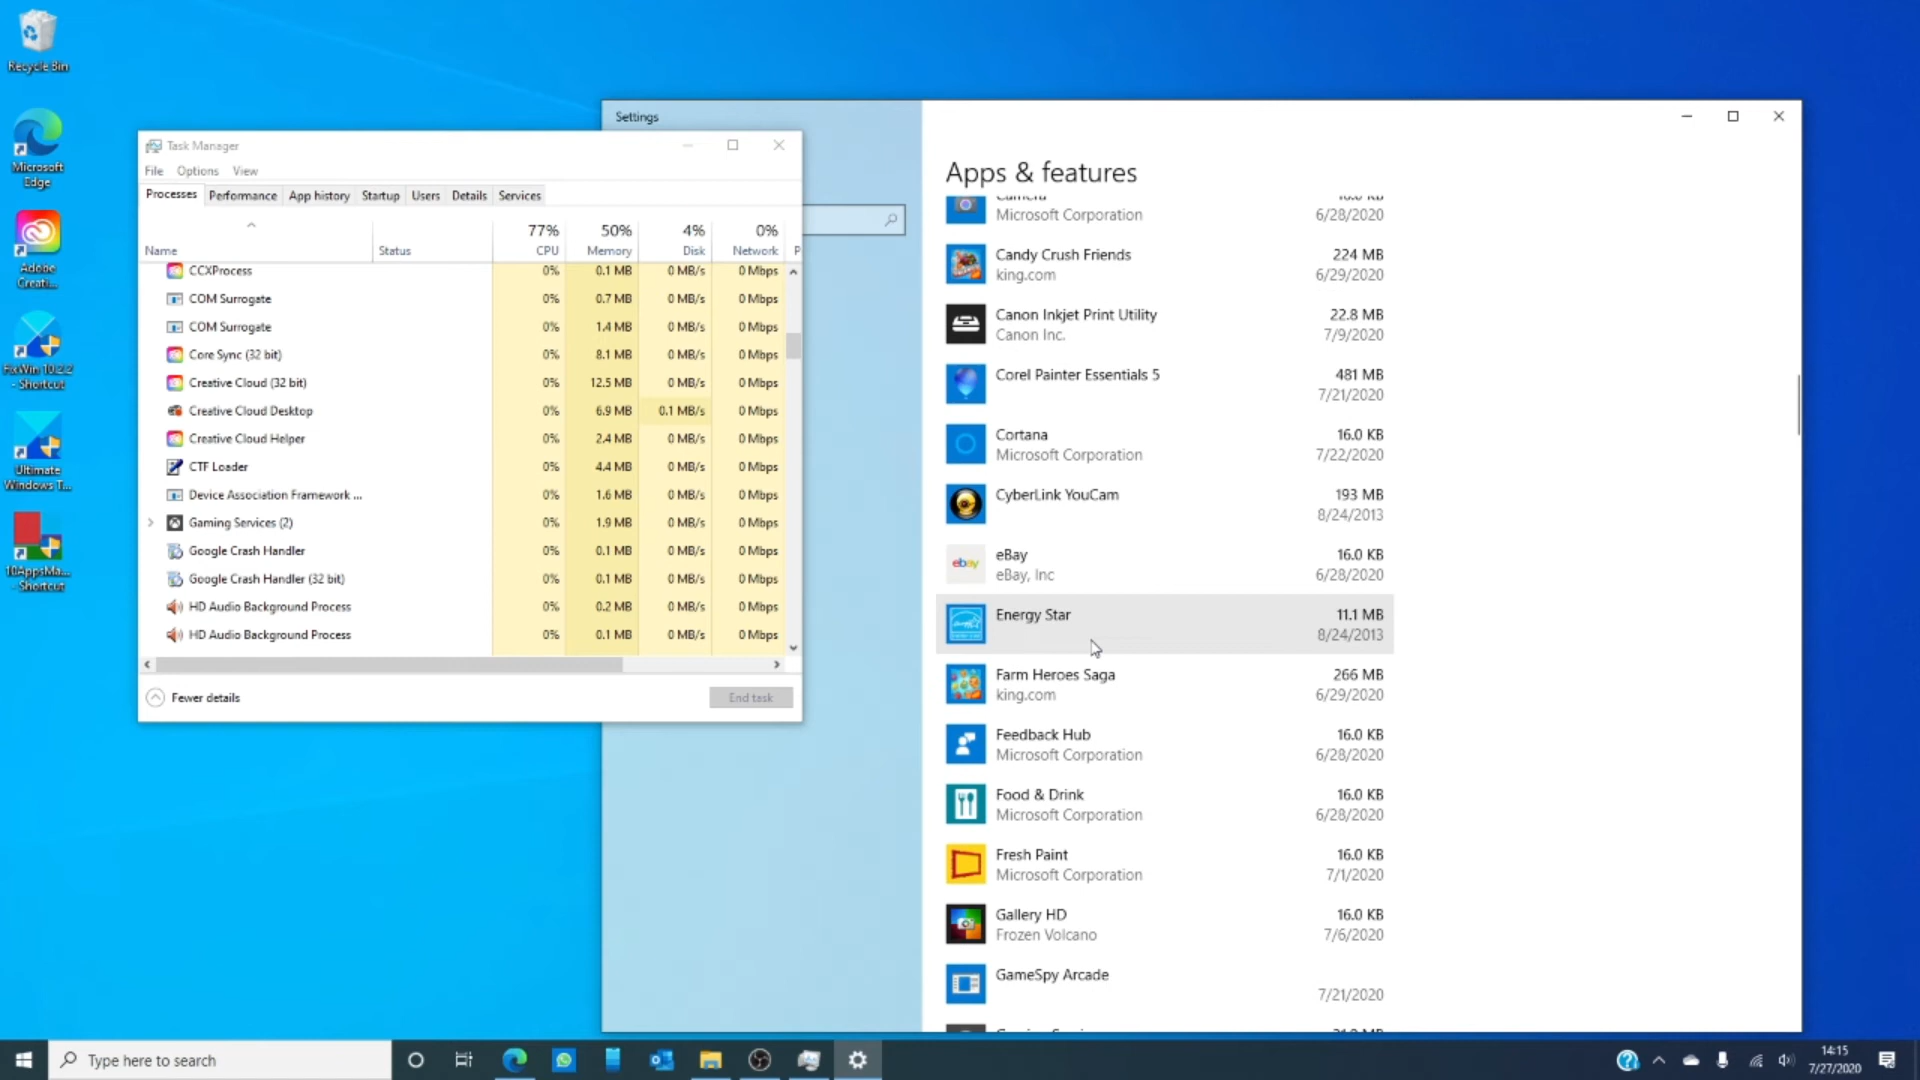 Recycle Bin
Microsoft
Edge
Adobe
Creati...
FixWin 10.2.2
- Shortcut
Ultimate
Windows T...
10AppsMa...
- Shortcut
Task Manager
File Options View
Processes Performance App history Startup Users Details Services
77% 50% 4% 0%
Name Status CPU Memory Disk Network P
CCXProcess 0% 0.1 MB 0 MB/s 0 Mbps
COM Surrogate 0% 0.7 MB 0 MB/s 0 Mbps
COM Surrogate 0% 1.4 MB 0 MB/s 0 Mbps
Core Sync (32 bit) 0% 8.1 MB 0 MB/s 0 Mbps
Creative Cloud (32 bit) 0% 12.5 MB 0 MB/s 0 Mbps
Creative Cloud Desktop 0% 6.9 MB 0.1 MB/s 0 Mbps
Creative Cloud Helper 0% 2.4 MB 0 MB/s 0 Mbps
CTF Loader 0% 4.4 MB 0 MB/s 0 Mbps
Device Association Framework ... 0% 1.6 MB 0 MB/s 0 Mbps
Gaming Services (2) 0% 1.9 MB 0 MB/s 0 Mbps
Google Crash Handler 0% 0.1 MB 0 MB/s 0 Mbps
Google Crash Handler (32 bit) 0% 0.1 MB 0 MB/s 0 Mbps
HD Audio Background Process 0% 0.2 MB 0 MB/s 0 Mbps
HD Audio Background Process 0% 0.1 MB 0 MB/s 0 Mbps
Fewer details End task
Settings
Apps & features
Camera 16.0 KB
Microsoft Corporation 6/28/2020
Candy Crush Friends 224 MB
king.com 6/29/2020
Canon Inkjet Print Utility 22.8 MB
Canon Inc. 7/9/2020
Corel Painter Essentials 5 481 MB
7/21/2020
Cortana 16.0 KB
Microsoft Corporation 7/22/2020
CyberLink YouCam 193 MB
8/24/2013
ebay
eBay 16.0 KB
eBay, Inc 6/28/2020
Energy Star 11.1 MB
8/24/2013
Farm Heroes Saga 266 MB
king.com 6/29/2020
Feedback Hub 16.0 KB
Microsoft Corporation 6/28/2020
Food & Drink 16.0 KB
Microsoft Corporation 6/28/2020
Fresh Paint 16.0 KB
Microsoft Corporation 7/1/2020
Gallery HD 16.0 KB
Frozen Volcano 7/6/2020
GameSpy Arcade
7/21/2020
Type here to search
14:15
7/27/2020